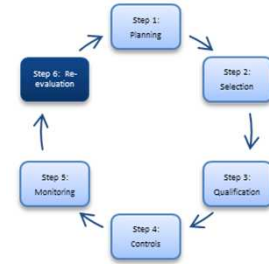 Step 1:
Planning
Step 2:
Selection
Step 3:
Qualification
Step 4:
Controls
Step 5:
Monitoring
Step 6: Re-
evaluation